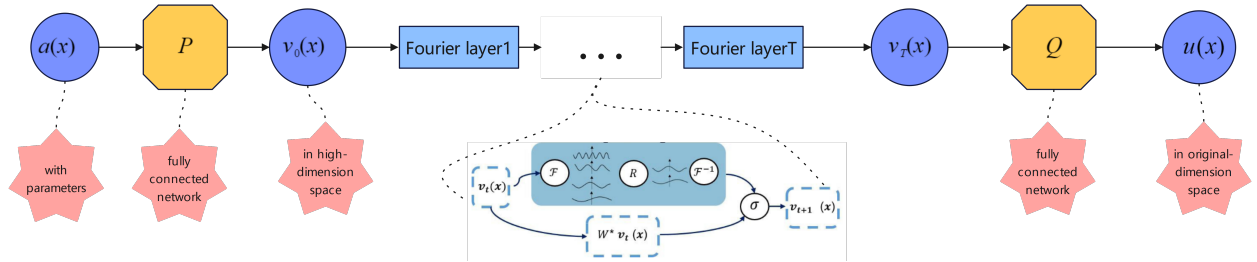 a(x)
P
v0(x)
Fourier layer1
...
Fourier layerT
vT(x)
Q
u(x)
with
parameters
fully
connected
network
in high-
dimension
space
vt(x)
F
R
F⁻¹
W* vt (x)
σ
vt+1 (x)
fully
connected
network
in original-
dimension
space